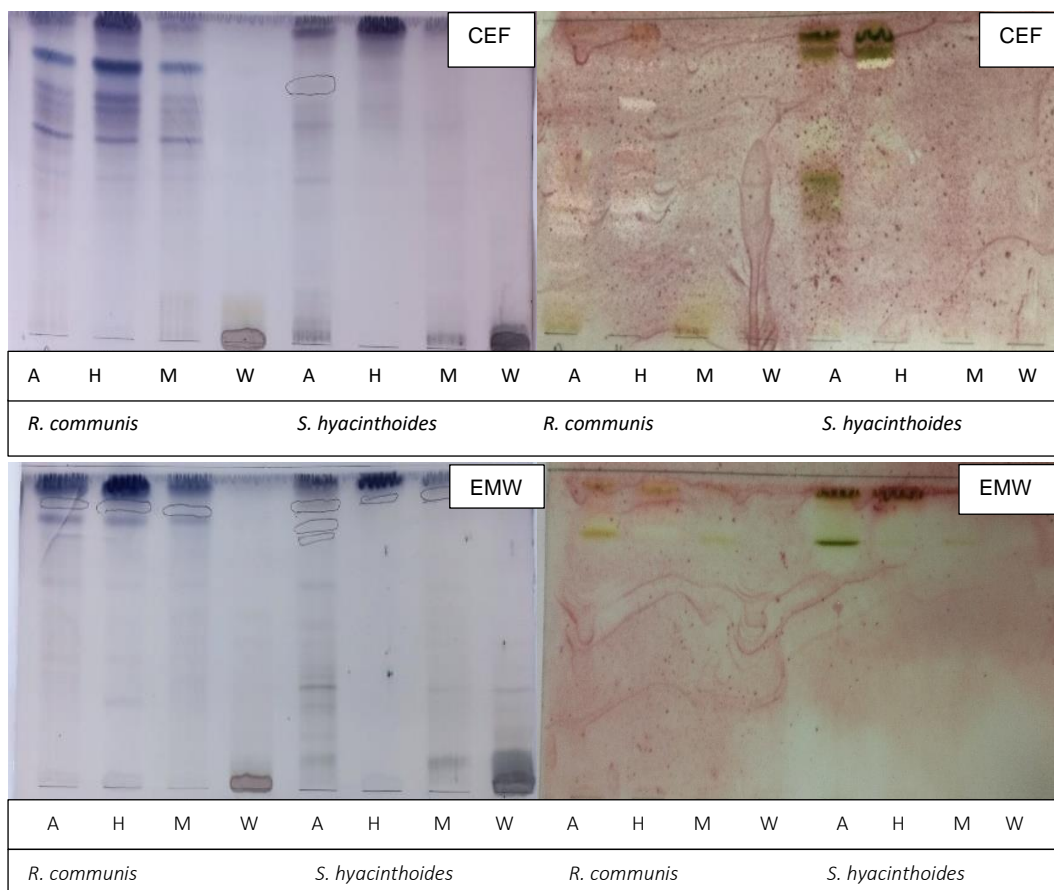 CEF
CEF
A H M W A H M W A H M W A H M W
R. communis S. hyacinthoides R. communis S. hyacinthoides
EMW
EMW
A H M W A H M W A H M W A H M W
R. communis S. hyacinthoides R. communis S. hyacinthoides